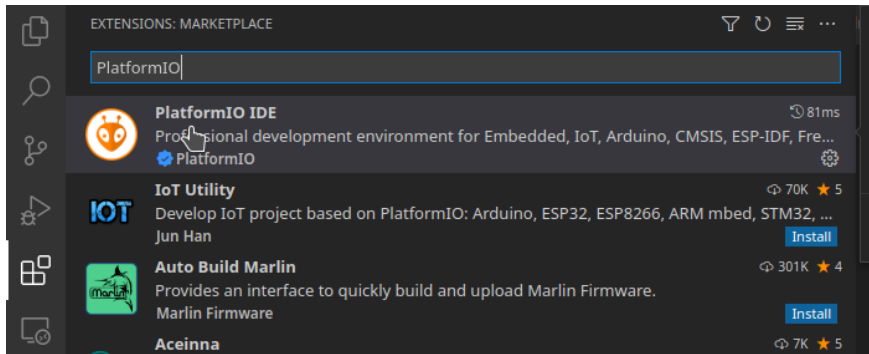 EXTENSIONS: MARKETPLACE
PlatformIO
PlatformIO IDE
81ms
Professional development environment for Embedded, IoT, Arduino, CMSIS, ESP-IDF, Fre...
PlatformIO
IoT Utility
70K ★ 5
Develop IoT project based on PlatformIO: Arduino, ESP32, ESP8266, ARM mbed, STM32, ...
IOT
Jun Han
Install
Auto Build Marlin
301K ★ 4
Provides an interface to quickly build and upload Marlin Firmware.
Marlin
Marlin Firmware
Install
Aceinna
7K ★ 5